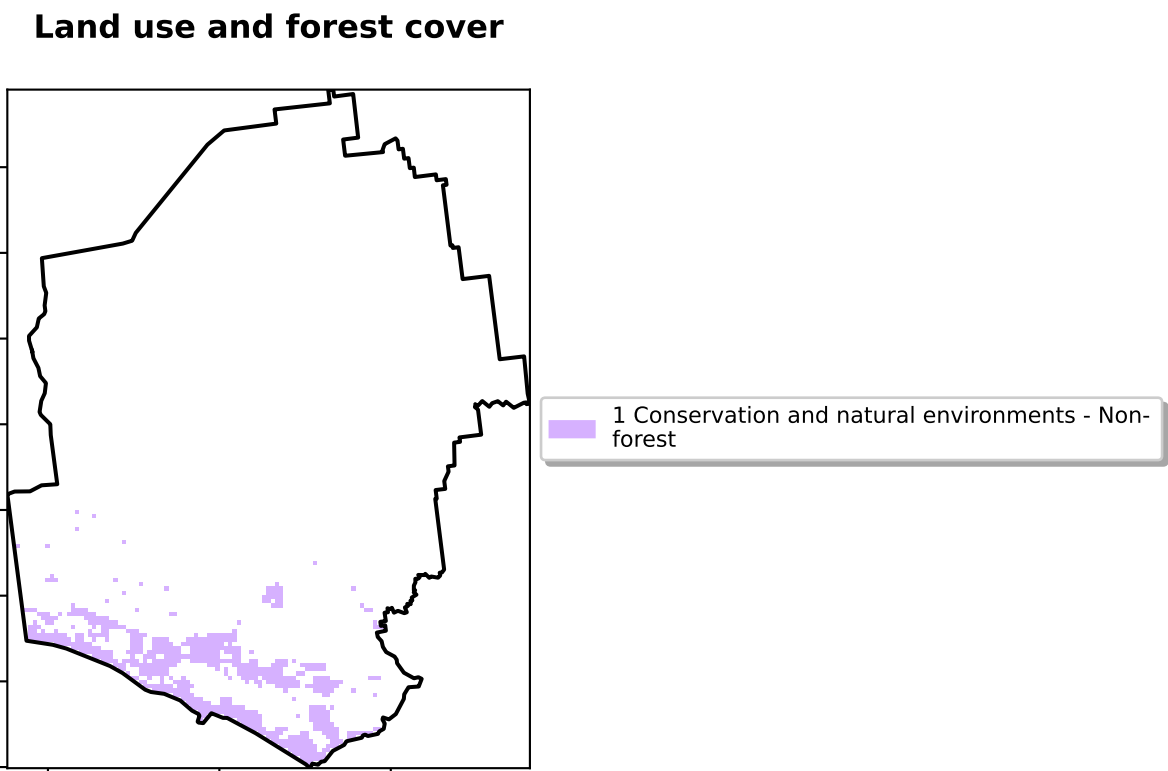 Land use and forest cover
1 Conservation and natural environments - Non-
forest